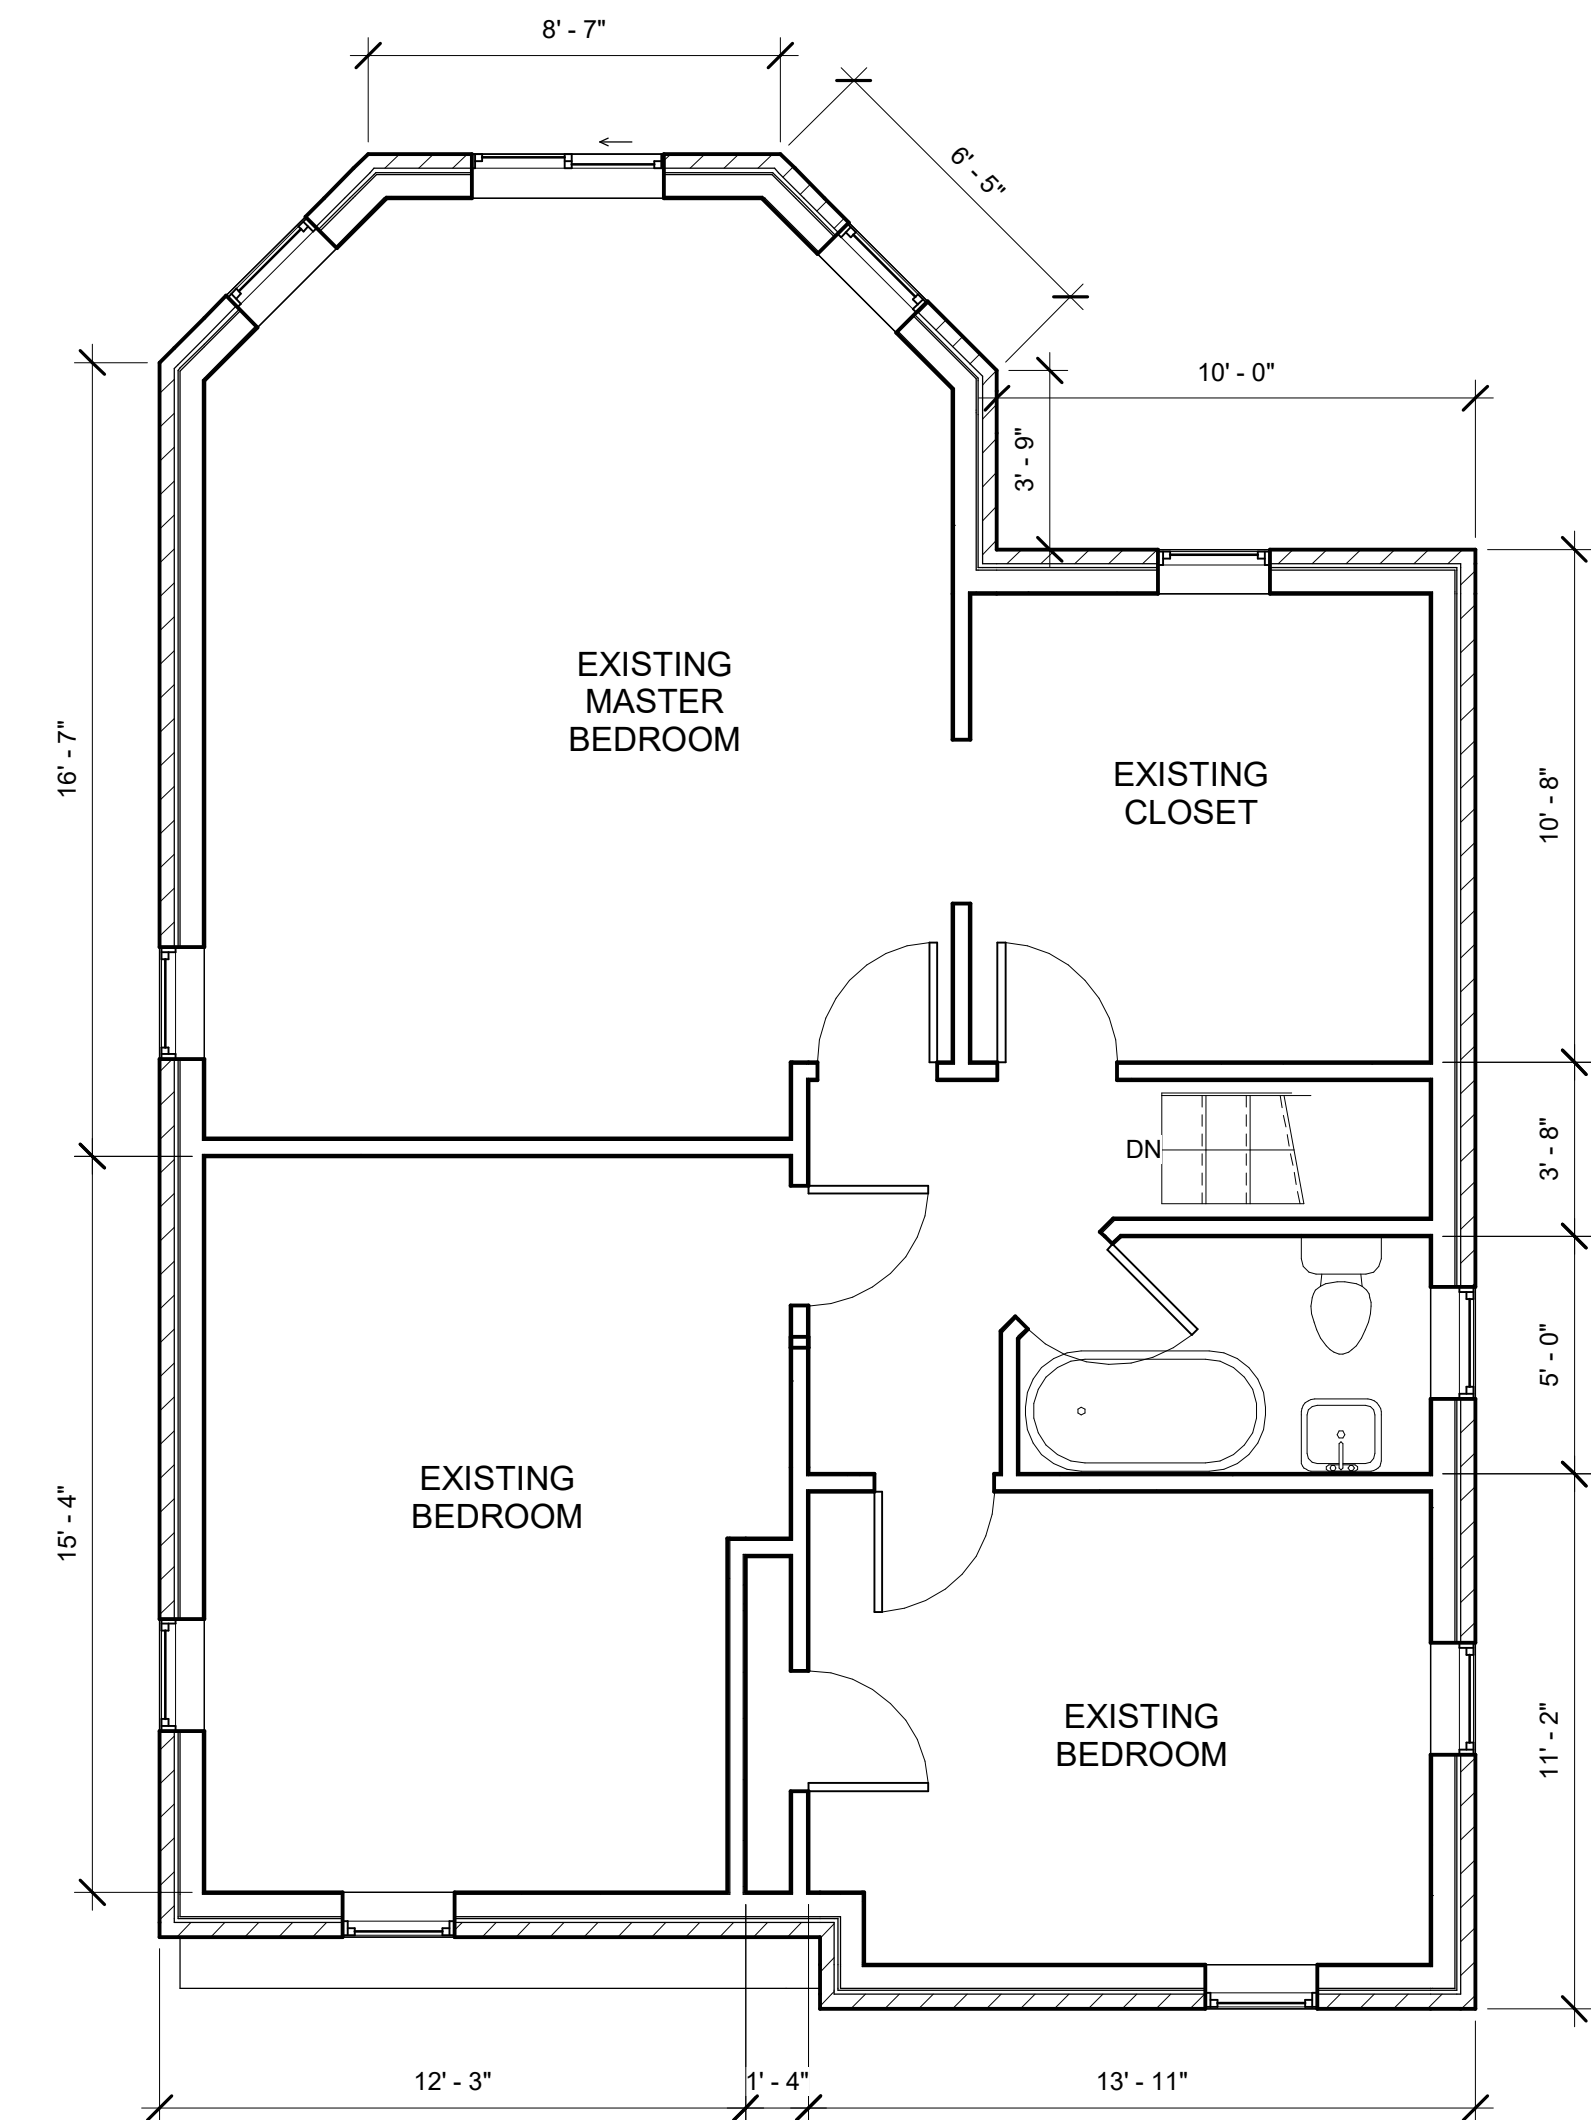 8' - 7"
6' - 5"
10' - 0"
3' - 9"
EXISTING
MASTER
BEDROOM
16' - 7"
EXISTING
CLOSET
10' - 8"
DN
3' - 8"
5' - 0"
EXISTING
BEDROOM
15' - 4"
EXISTING
BEDROOM
11' - 2"
12' - 3"
1' - 4"
13' - 11"